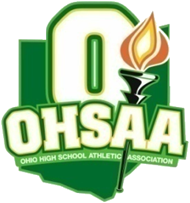 O
OHSAA
OHIO HIGH SCHOOL ATHLETIC ASSOCIATION